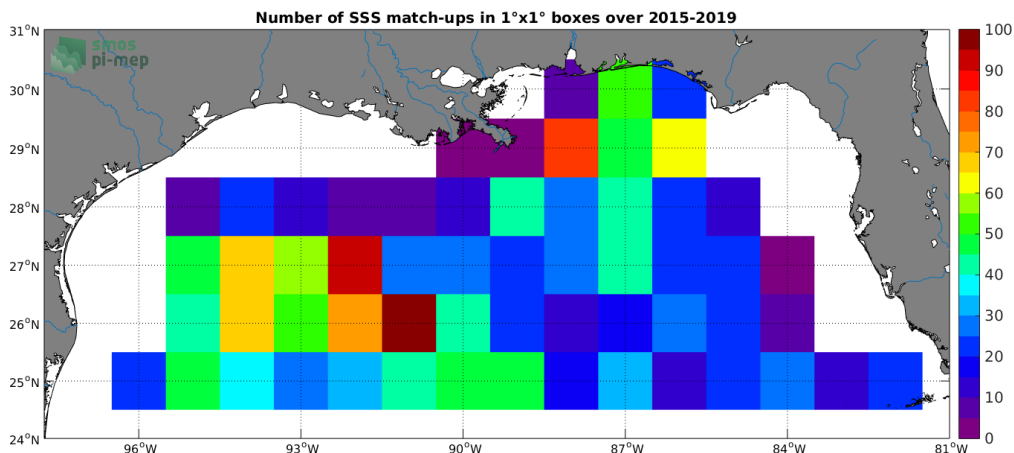 Number of SSS match-ups in 1°x1° boxes over 2015-2019
smos
pi-mep
31°N
30°N
29°N
28°N
27°N
26°N
25°N
24°N
96°W
93°W
90°W
87°W
84°W
81°W
100
90
80
70
60
50
40
30
20
10
0